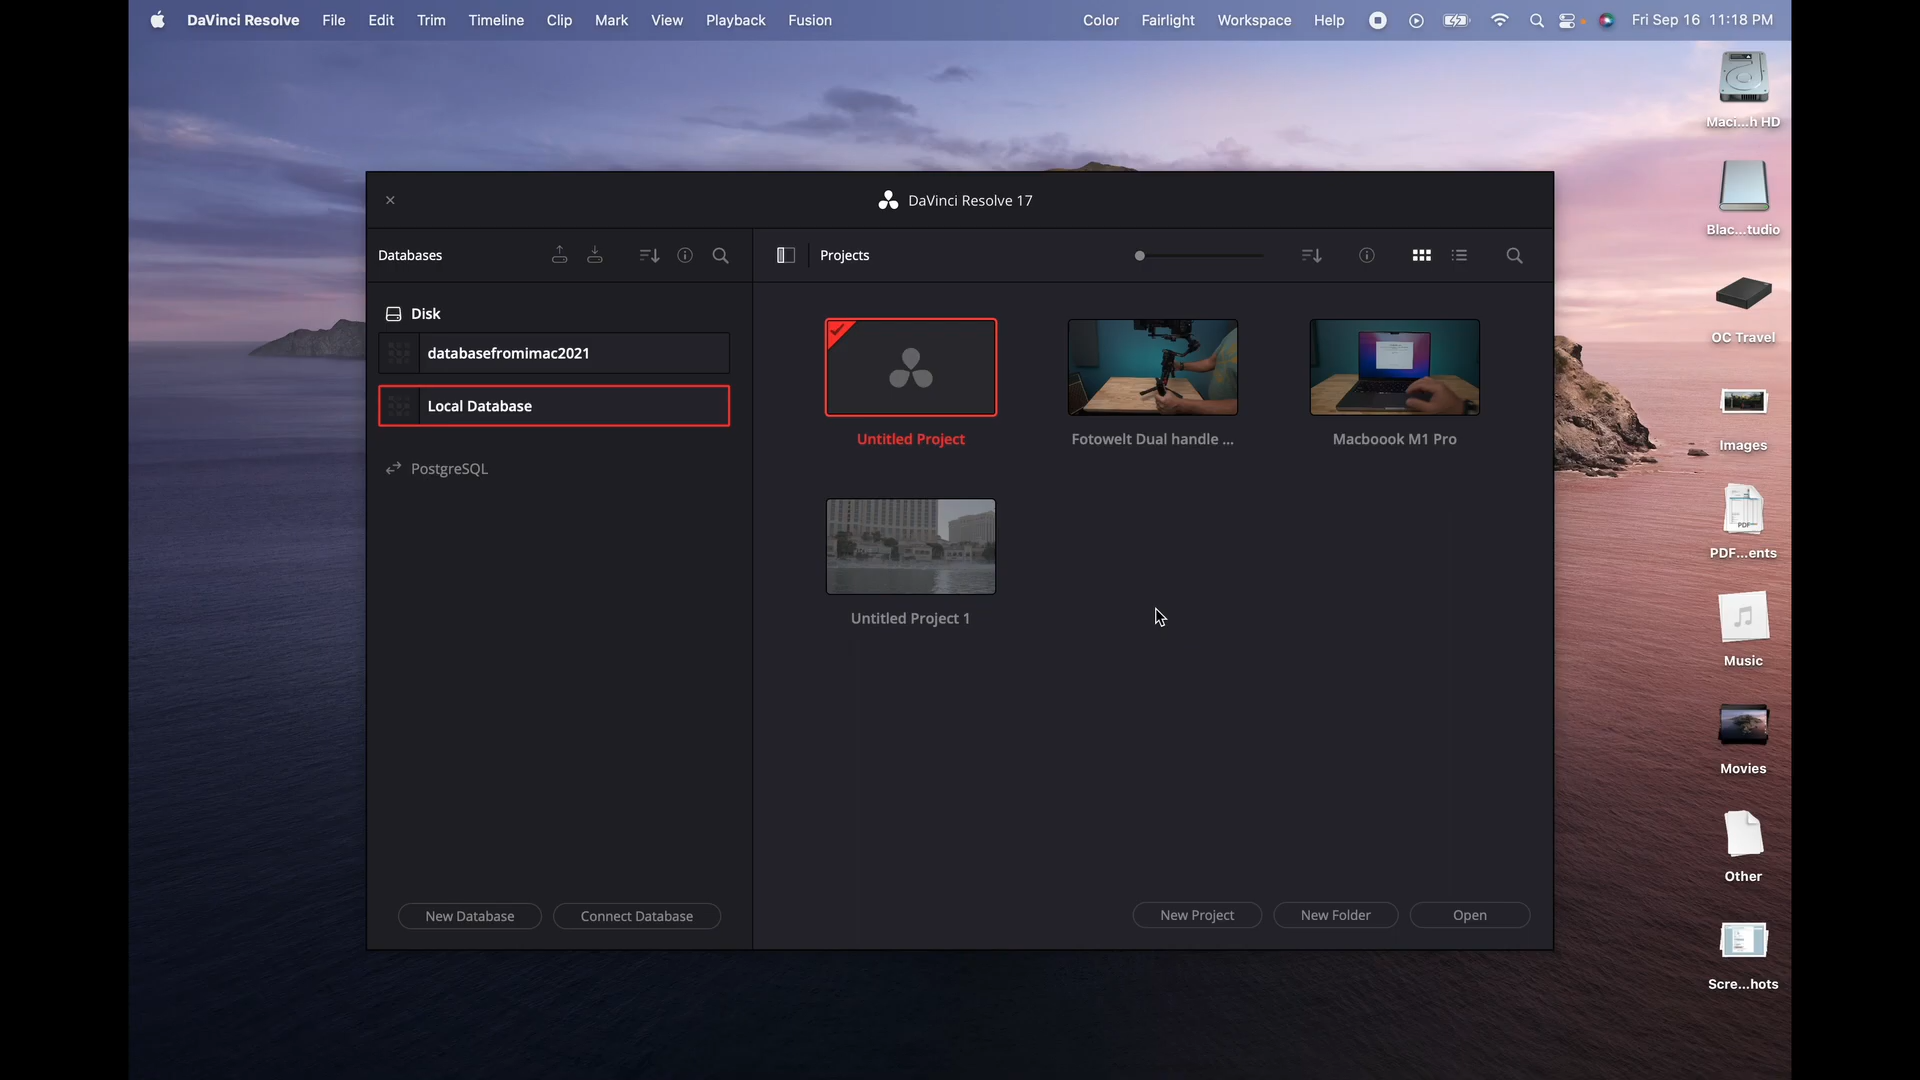 DaVinci Resolve File Edit Trim Timeline Clip Mark View Playback Fusion Color Fairlight Workspace Help Fri Sep 16 11:18 PM
Maci...h HD
Blac...tudio
OC Travel
Images
PDF
PDF...ents
Music
Movies
Other
Scre...hots
DaVinci Resolve 17
Databases
Projects
Disk
databasefromimac2021
Local Database
PostgreSQL
Untitled Project
Fotowelt Dual handle ...
Macboook M1 Pro
Untitled Project 1
New Database
Connect Database
New Project
New Folder
Open